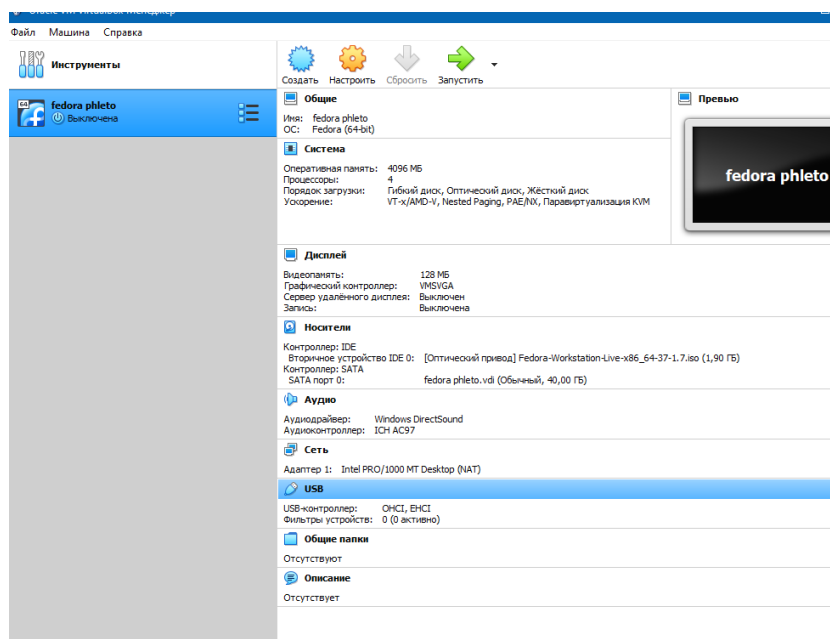 Файл Машина Справка
Инструменты
Создать Настроить Сбросить Запустить
64
fedora phleto
Выключена
Общие
Имя: fedora phleto
ОС: Fedora (64-bit)
Превью
fedora phleto
Система
Оперативная память: 4096 МБ
Процессоры: 4
Порядок загрузки: Гибкий диск, Оптический диск, Жёсткий диск
Ускорение: VT-x/AMD-V, Nested Paging, PAE/NX, Паравиртуализация KVM
Дисплей
Видеопамять: 128 МБ
Графический контроллер: VMSVGA
Сервер удалённого дисплея: Выключен
Запись: Выключена
Носители
Контроллер: IDE
Вторичное устройство IDE 0: [Оптический привод] Fedora-Workstation-Live-x86_64-37-1.7.iso (1,90 ГБ)
Контроллер: SATA
SATA порт 0: fedora phleto.vdi (Обычный, 40,00 ГБ)
Аудио
Аудиодрайвер: Windows DirectSound
Аудиоконтроллер: ICH AC97
Сеть
Адаптер 1: Intel PRO/1000 MT Desktop (NAT)
USB
USB-контроллер: OHCI, EHCI
Фильтры устройств: 0 (0 активно)
Общие папки
Отсутствуют
Описание
Отсутствует